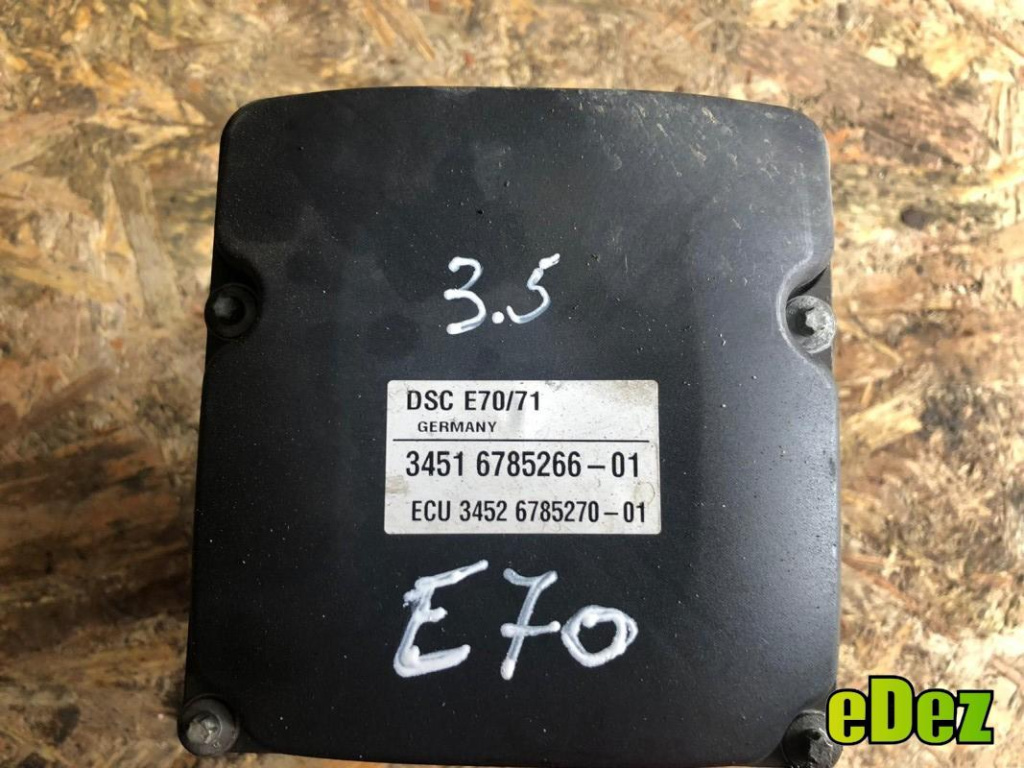 3.5
DSC E70/71
GERMANY
3451 6785266-01
ECU 3452 6785270-01
E70
eDez